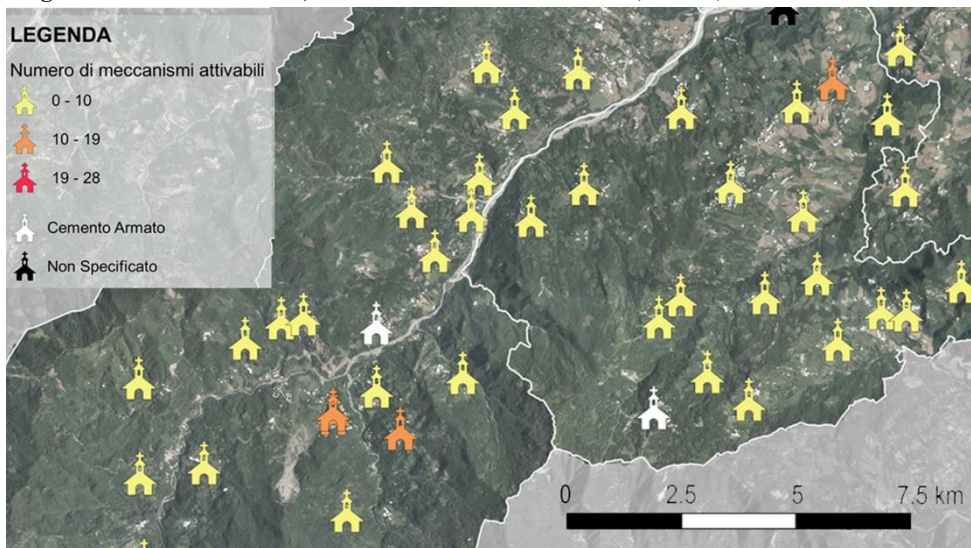 LEGENDA
Numero di meccanismi attivabili
0 - 10
10 - 19
19 - 28
Cemento Armato
Non Specificato
0 2.5 5 7.5 km